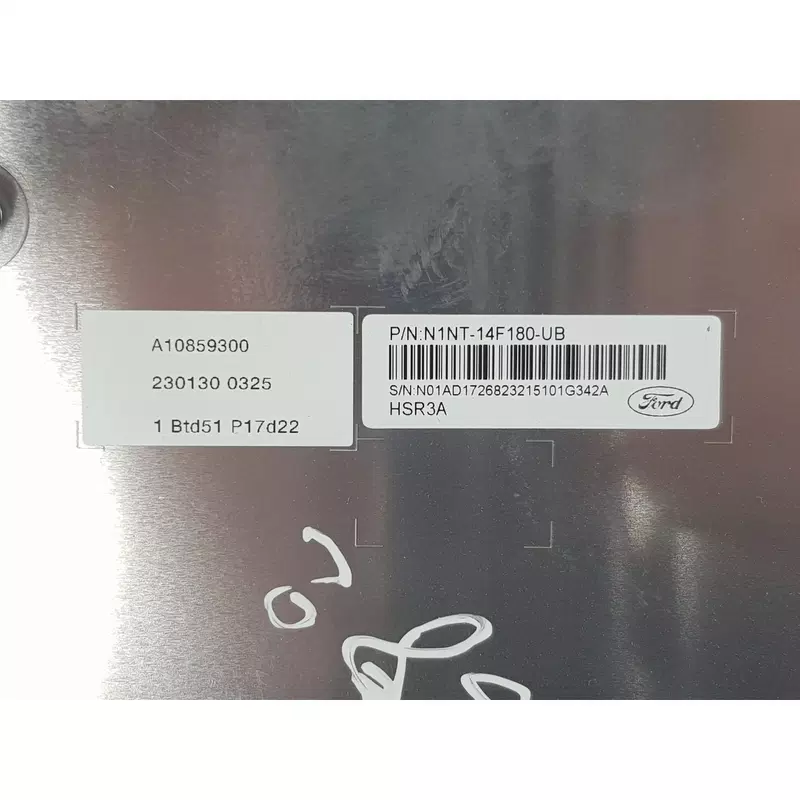 A10859300
230130 0325
1 Btd51 P17d22
P/N:N1NT-14F180-UB
S/N:N01AD1726823215101G342A
HSR3A
Ford